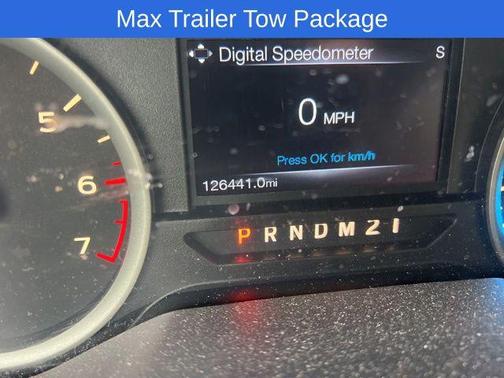 Max Trailer Tow Package
Digital Speedometer S
5
0 MPH
6
Press OK for km/h
126441.0mi
7
P R N D M 2 1